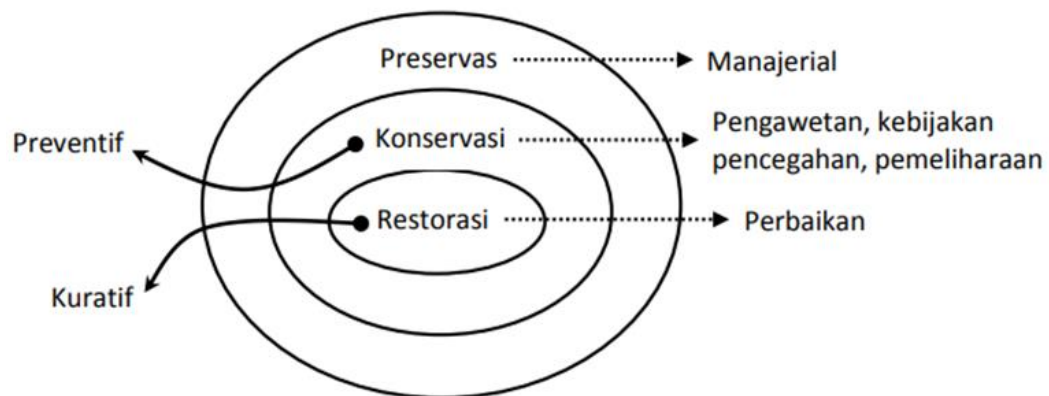 Preservas
Manajerial
Preventif
Konservasi
Pengawetan, kebijakan
pencegahan, pemeliharaan
Restorasi
Perbaikan
Kuratif